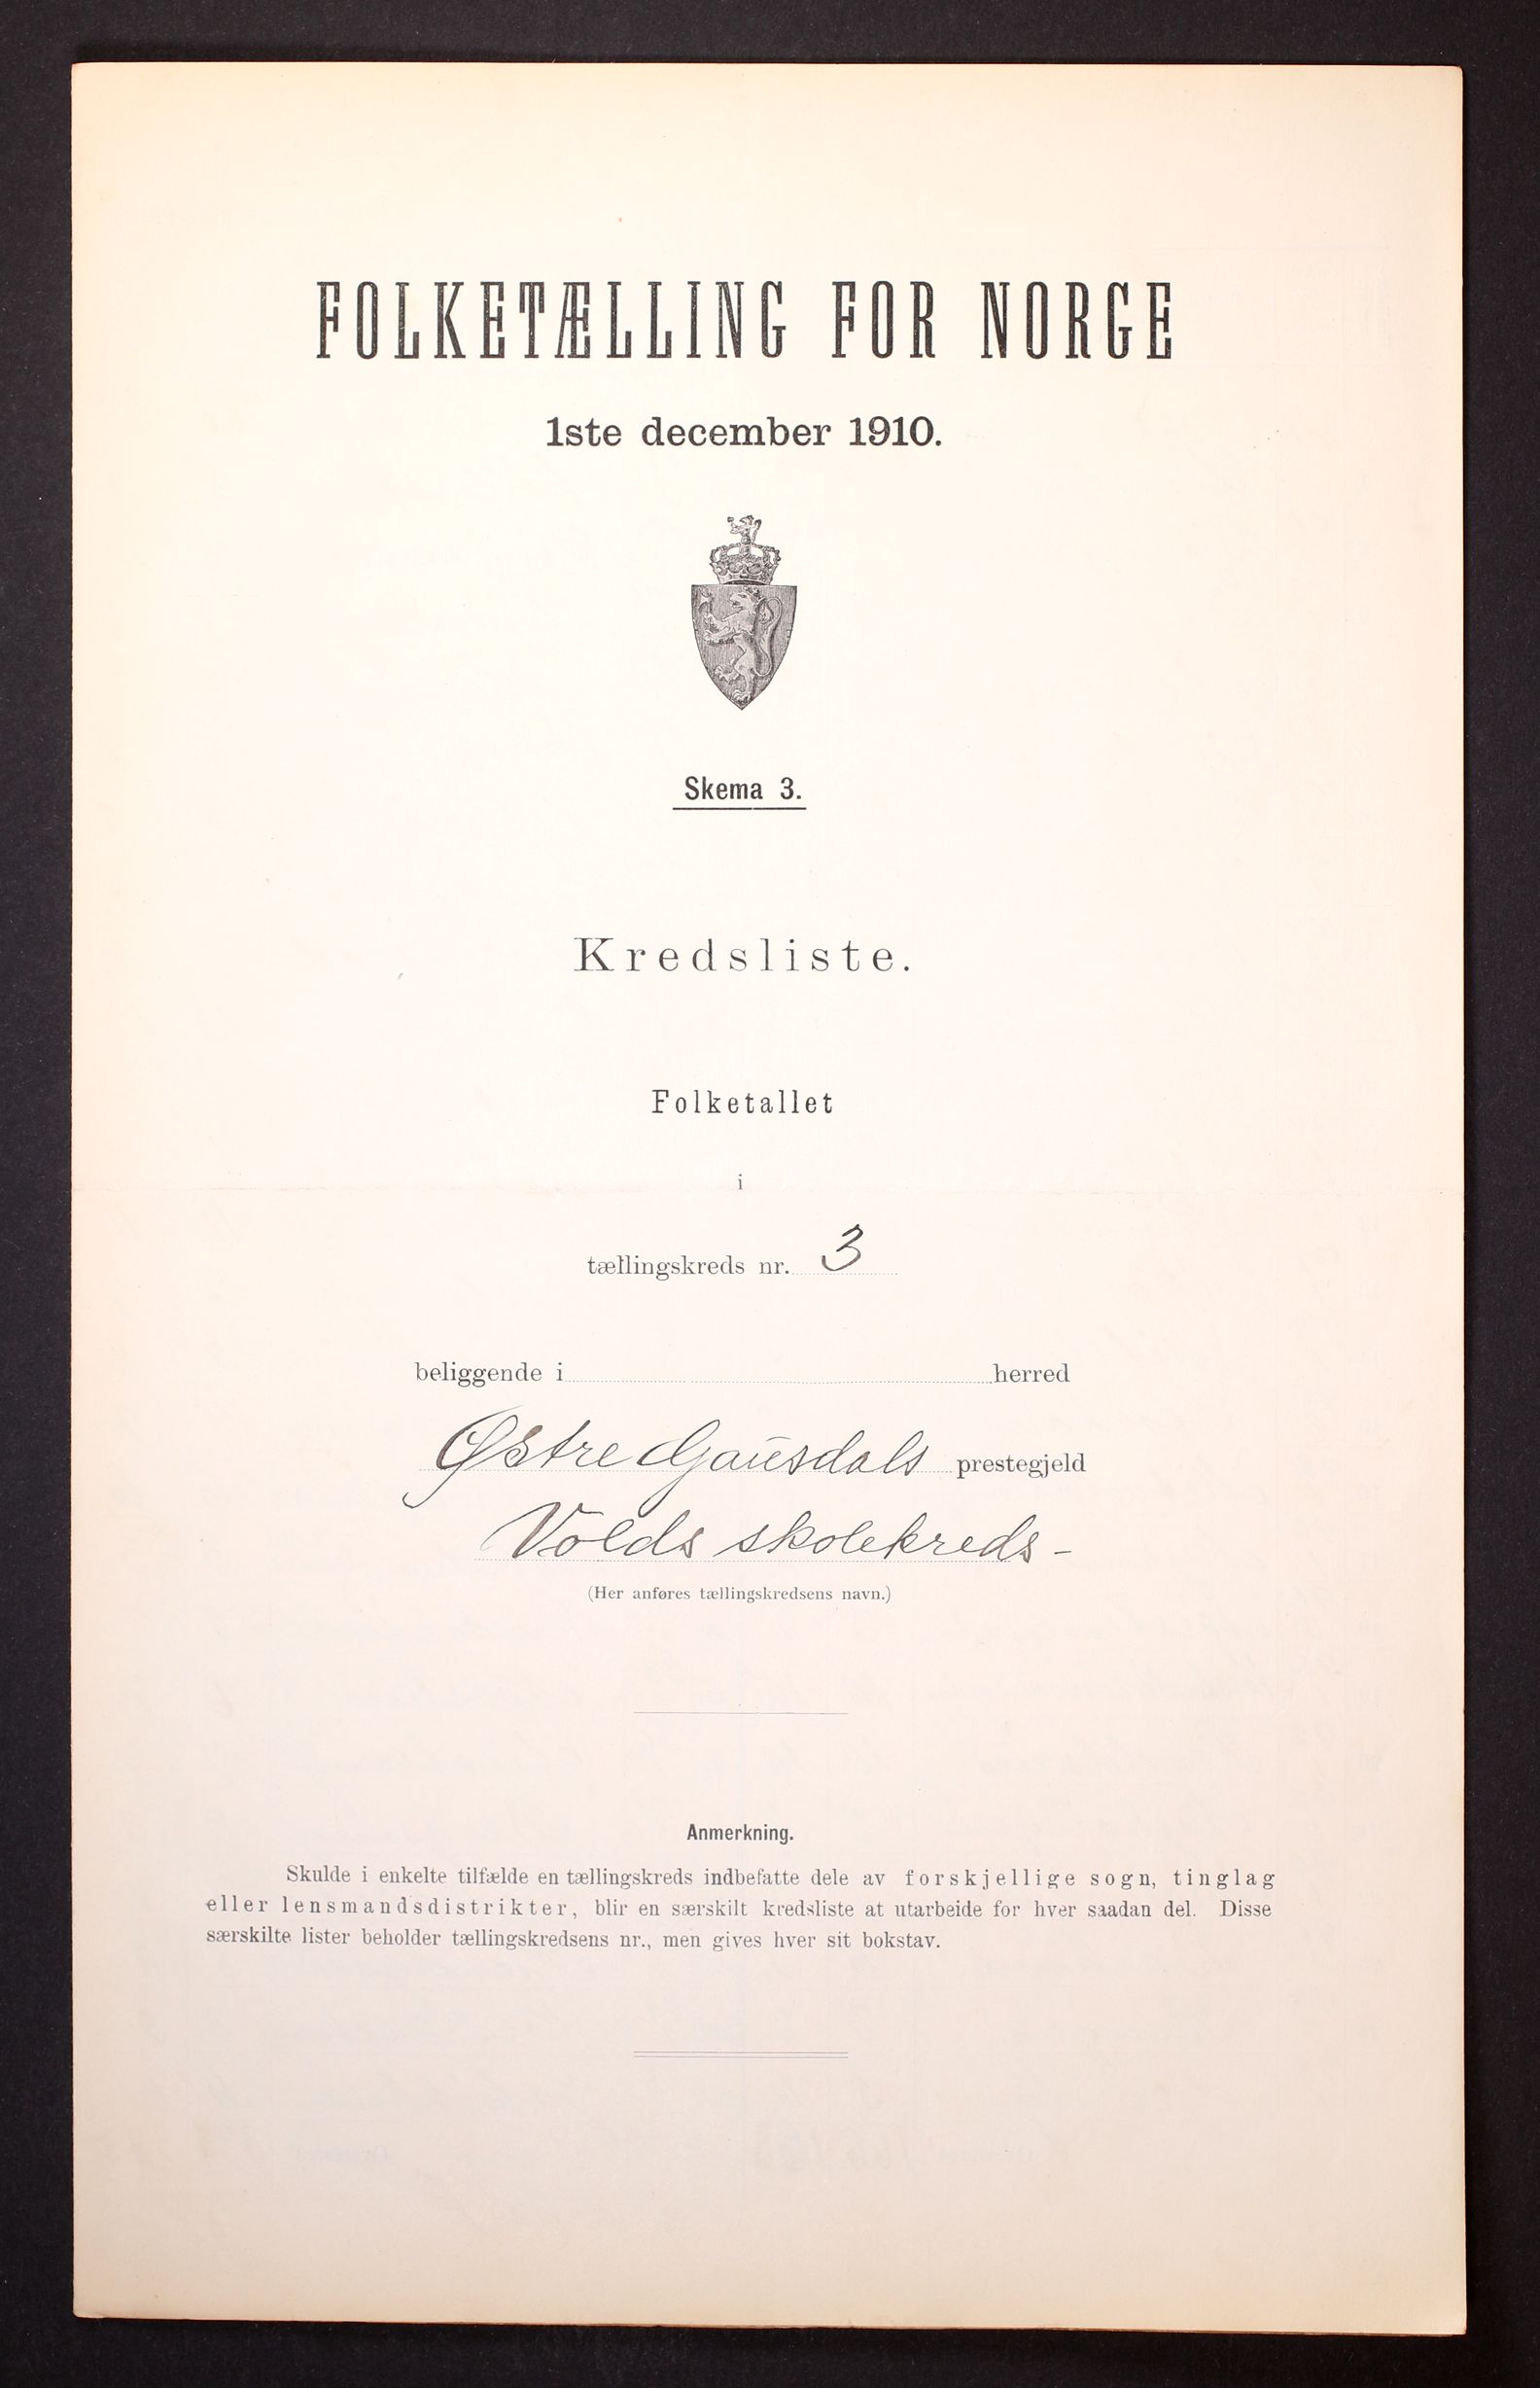 FOLKETÆLLING FOR NORGE
1ste december 1910.
Skema 3.
Kredsliste.
Folketallet
i
tællingskreds nr. 3
beliggende i herred
Østre Gausdals prestegjeld
Volds skolekreds -
(Her anføres tællingskredsens navn.)
Anmerkning.
Skulde i enkelte tilfælde en tællingskreds indbefatte dele av forskjellige sogn, tinglag
eller lensmandsdistrikter, blir en særskilt kredsliste at utarbeide for hver saadan del. Disse
særskilte lister beholder tællingskredsens nr., men gives hver sit bokstav.